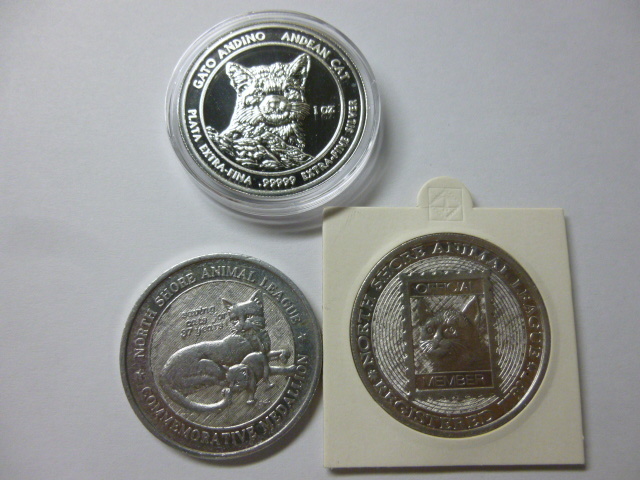 GATO ANDINO ANDEAN CAT
1 OZ
PLATA EXTRA-FINA .99999 EXTRA-FINE SILVER
NORTH SHORE ANIMAL LEAGUE
COMMEMORATIVE MEDALLION
NORTH SHORE ANIMAL LEAGUE
OFFICIAL
MEMBER
REGISTERED